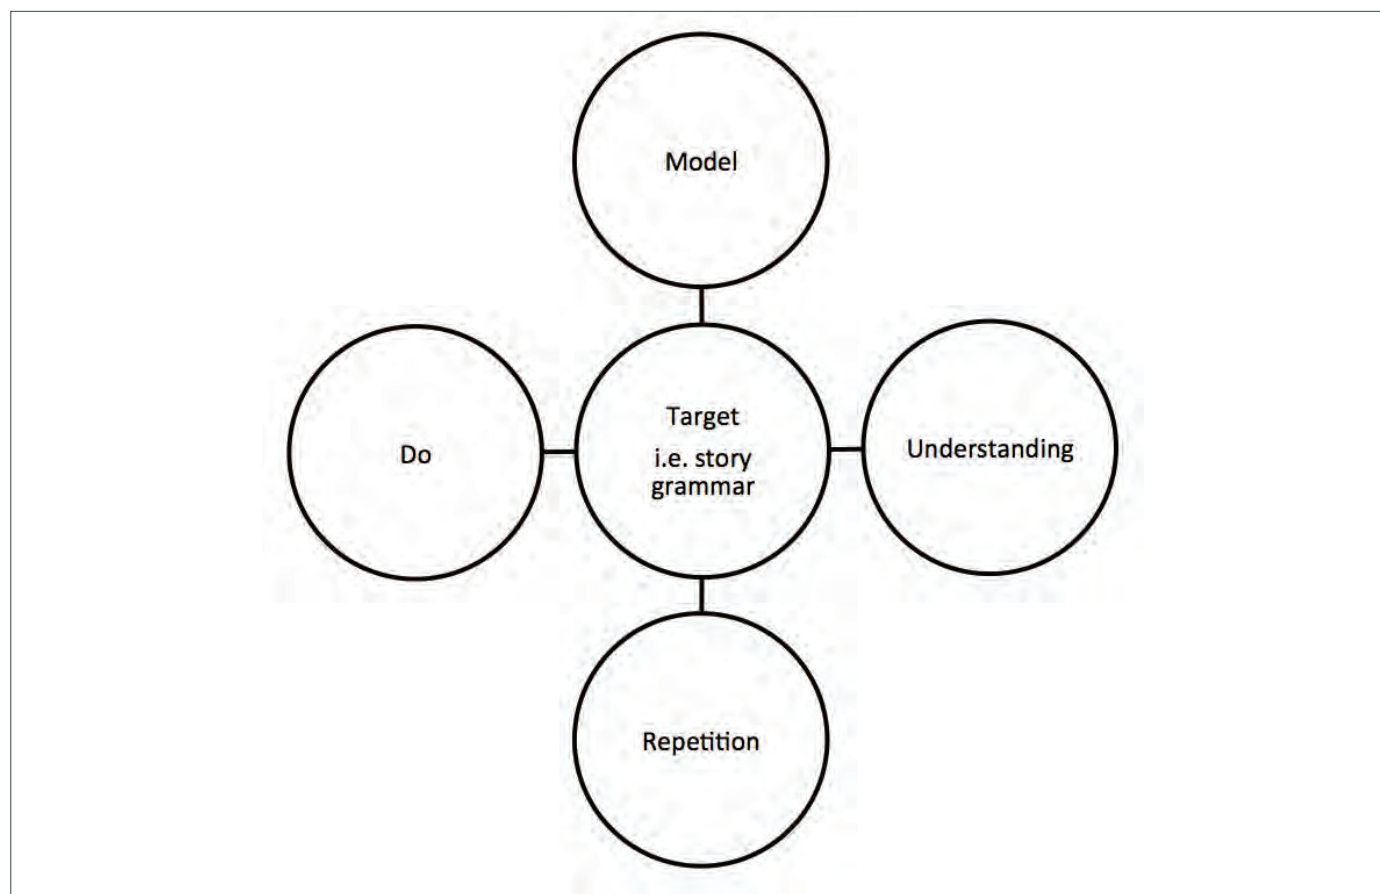 Model
Do
Target
i.e. story
grammar
Understanding
Repetition